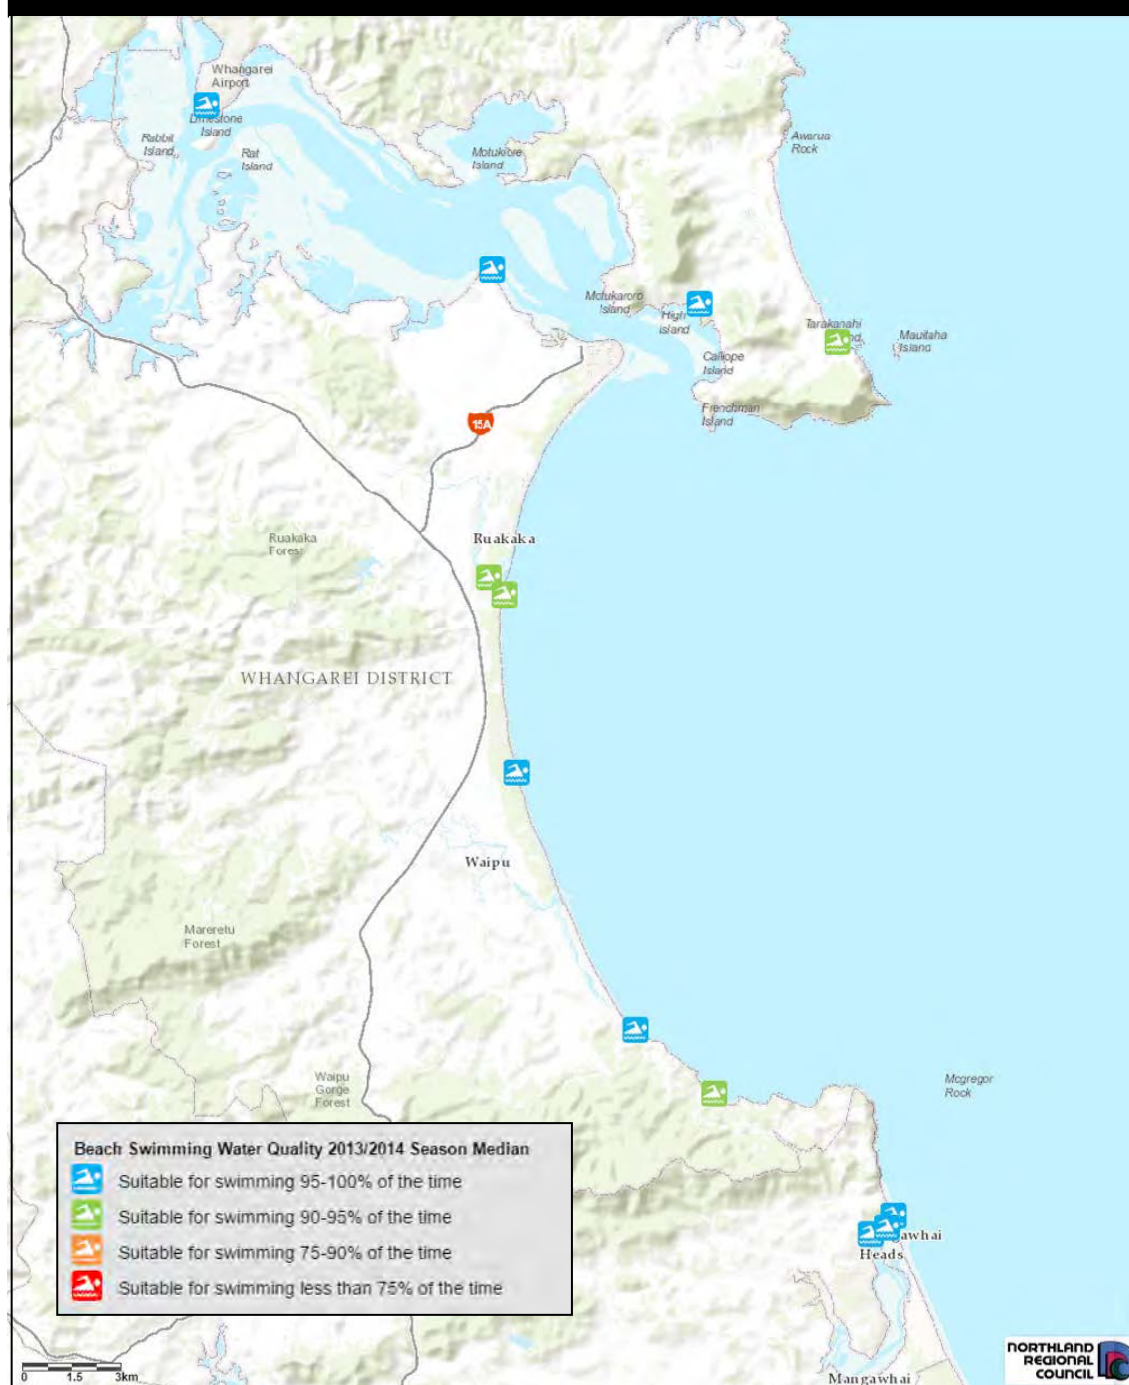 Whangarei
Airport
Limestone
Island
Rabbit
Island
Rat
Island
Motukiore
Island
Awarua
Rock
Motukaroro
Island
High
island
Tarakanahi
nd
Mauitaha
Island
Calliope
Island
Frenchman
Island
15A
Ruakaka
Ruakaka
Forest
WHANGAREI DISTRICT
Waipu
Mareretu
Forest
Waipu
Gorge
Forest
Mcgregor
Rock
Beach Swimming Water Quality 2013/2014 Season Median
Suitable for swimming 95-100% of the time
Suitable for swimming 90-95% of the time
Suitable for swimming 75-90% of the time
Suitable for swimming less than 75% of the time
gawhai
Heads
Mangawhai
0 1.5 3km
NORTHLAND
REGIONAL
COUNCIL